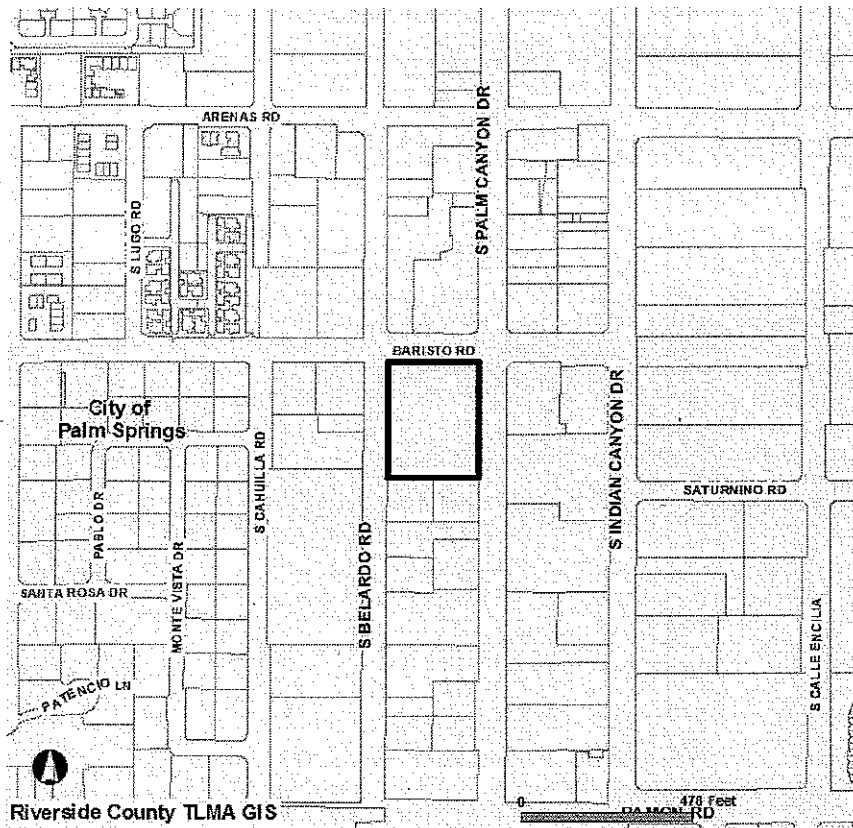 ARENAS RD
S PALM CANYON DR
S LUGO RD
BARISTO RD
City of
Palm Springs
S CAHUILLA RD
S INDIAN CANYON DR
SATURNINO RD
PABLO DR
S BELARDO RD
MONTE VISTA DR
SANTA ROSA DR
S CALLE ENCILIA
PATENCIO LN
Riverside County TLMA GIS
0
478 Feet
RAMON RD